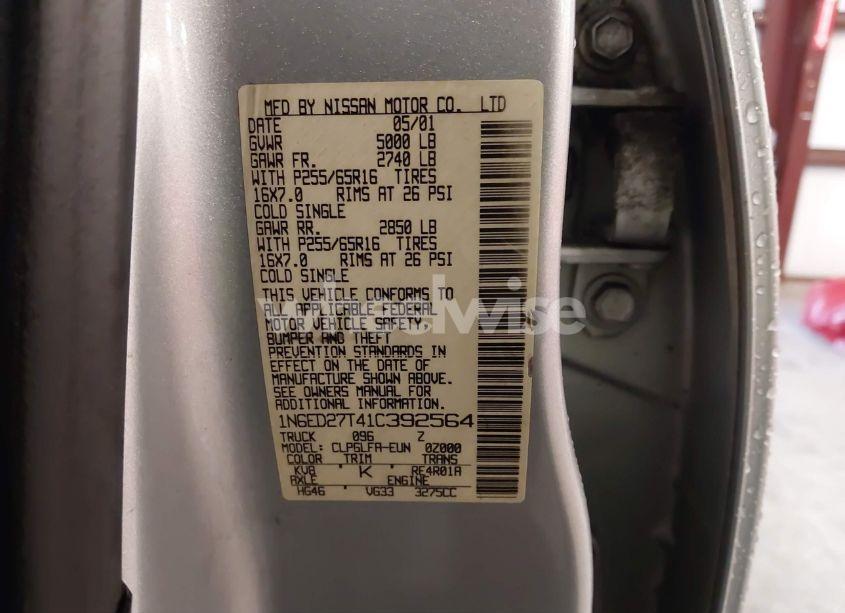 MFD BY NISSAN MOTOR CO. LTD
DATE 05/01
GVWR 5000 LB
GAWR FR. 2740 LB
WITH P255/65R16 TIRES
16X7.0 RIMS AT 26 PSI
COLD SINGLE
GAWR RR. 2850 LB
WITH P255/65R16 TIRES
16X7.0 RIMS AT 26 PSI
COLD SINGLE
THIS VEHICLE CONFORMS TO
ALL APPLICABLE FEDERAL
MOTOR VEHICLE SAFETY,
BUMPER AND THEFT
PREVENTION STANDARDS IN
EFFECT ON THE DATE OF
MANUFACTURE SHOWN ABOVE.
SEE OWNERS MANUAL FOR
ADDITIONAL INFORMATION
1N6ED27T41C392564
TRUCK 096 Z
MODEL: CLPGLFA-EUN 0Z000
COLOR TRIM TRANS
KV8 K RE4R01A
AXLE ENGINE
HG46 VG33 3275CC